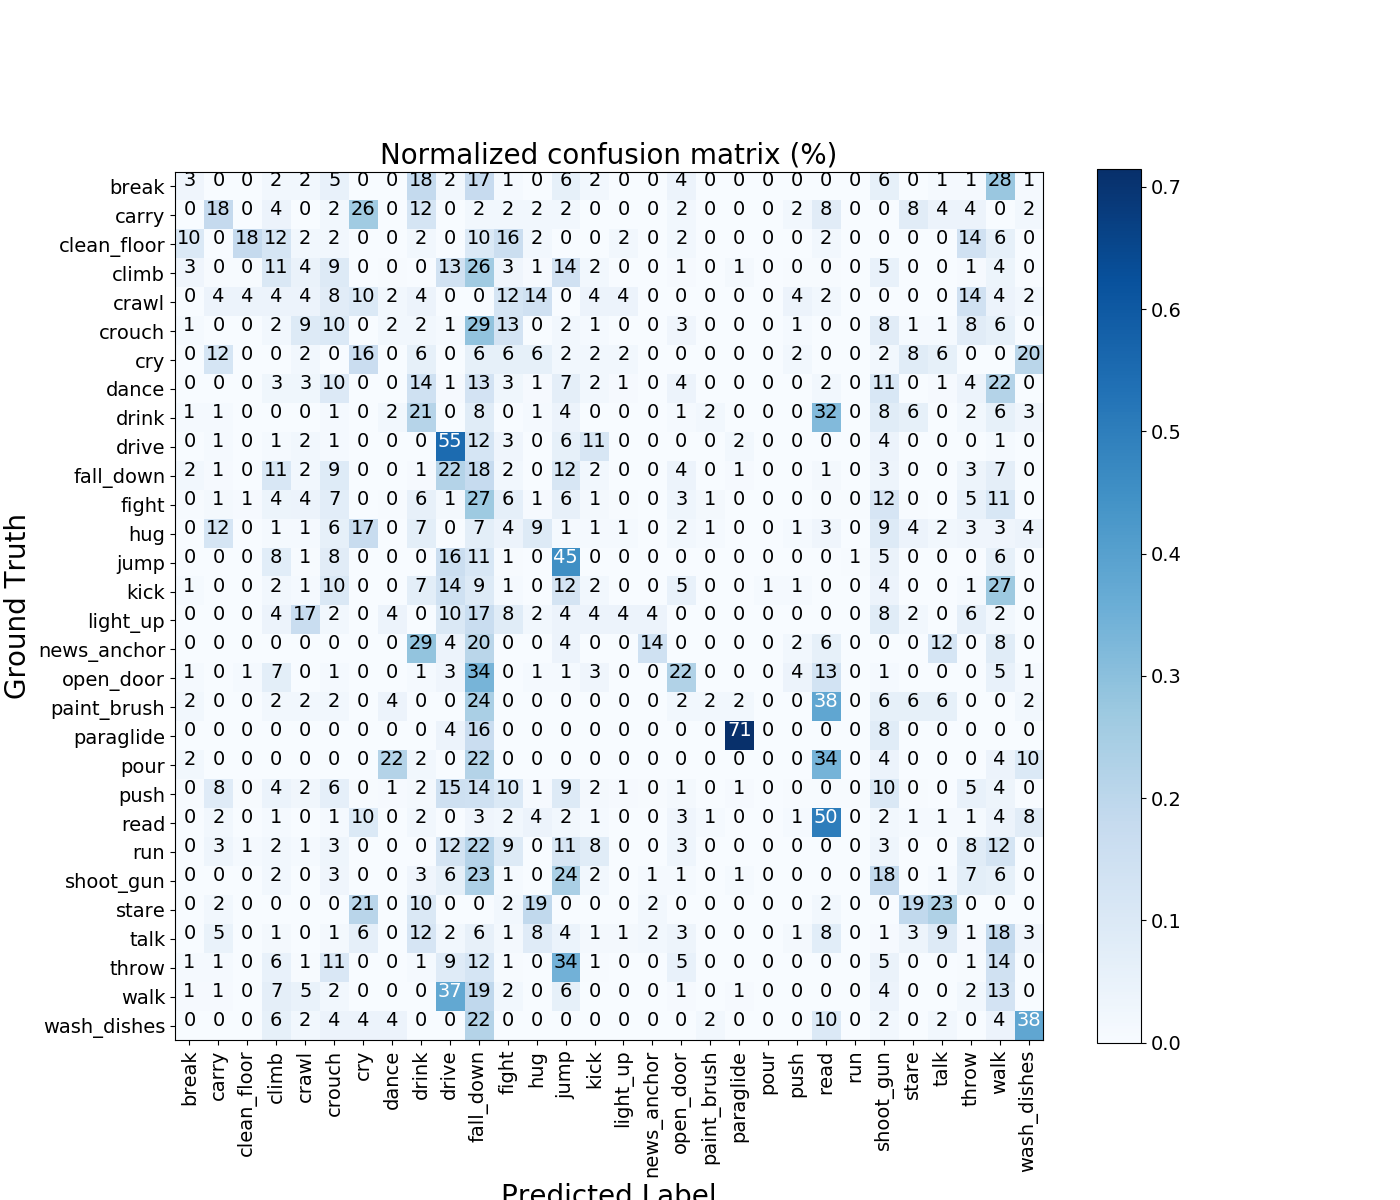 Normalized confusion matrix (%)
break 3 0 0 2 2 5 0 0 18 2 17 1 0 6 2 0 0 4 0 0 0 0 0 0 6 0 1 1 28 1
carry 0 18 0 4 0 2 26 0 12 0 2 2 2 2 0 0 0 2 0 0 0 2 8 0 0 8 4 4 0 2
clean_floor 10 0 18 12 2 2 0 0 2 0 10 16 2 0 0 2 0 2 0 0 0 0 2 0 0 0 0 14 6 0
climb 3 0 0 11 4 9 0 0 0 13 26 3 1 14 2 0 0 1 0 1 0 0 0 0 5 0 0 1 4 0
crawl 0 4 4 4 4 8 10 2 4 0 0 12 14 0 4 4 0 0 0 0 0 4 2 0 0 0 0 14 4 2
crouch 1 0 0 2 9 10 0 2 2 1 29 13 0 2 1 0 0 3 0 0 0 1 0 0 8 1 1 8 6 0
cry 0 12 0 0 2 0 16 0 6 0 6 6 6 2 2 2 0 0 0 0 0 2 0 0 2 8 6 0 0 20
dance 0 0 0 3 3 10 0 0 14 1 13 3 1 7 2 1 0 4 0 0 0 0 2 0 11 0 1 4 22 0
drink 1 1 0 0 0 1 0 2 21 0 8 0 1 4 0 0 0 1 2 0 0 0 32 0 8 6 0 2 6 3
drive 0 1 0 1 2 1 0 0 0 55 12 3 0 6 11 0 0 0 0 2 0 0 0 0 4 0 0 0 1 0
fall_down 2 1 0 11 2 9 0 0 1 22 18 2 0 12 2 0 0 4 0 1 0 0 1 0 3 0 0 3 7 0
fight 0 1 1 4 4 7 0 0 6 1 27 6 1 6 1 0 0 3 1 0 0 0 0 0 12 0 0 5 11 0
hug 0 12 0 1 1 6 17 0 7 0 7 4 9 1 1 1 0 2 1 0 0 1 3 0 9 4 2 3 3 4
jump 0 0 0 8 1 8 0 0 0 16 11 1 0 45 0 0 0 0 0 0 0 0 0 1 5 0 0 0 6 0
kick 1 0 0 2 1 10 0 0 7 14 9 1 0 12 2 0 0 5 0 0 1 1 0 0 4 0 0 1 27 0
light_up 0 0 0 4 17 2 0 4 0 10 17 8 2 4 4 4 4 0 0 0 0 0 0 0 8 2 0 6 2 0
news_anchor 0 0 0 0 0 0 0 0 29 4 20 0 0 4 0 0 14 0 0 0 0 2 6 0 0 0 12 0 8 0
open_door 1 0 1 7 0 1 0 0 1 3 34 0 1 1 3 0 0 22 0 0 0 4 13 0 1 0 0 0 5 1
paint_brush 2 0 0 2 2 2 0 4 0 0 24 0 0 0 0 0 0 2 2 2 0 0 38 0 6 6 6 0 0 2
paraglide 0 0 0 0 0 0 0 0 0 4 16 0 0 0 0 0 0 0 0 71 0 0 0 0 8 0 0 0 0 0
pour 2 0 0 0 0 0 0 22 2 0 22 0 0 0 0 0 0 0 0 0 0 0 34 0 4 0 0 0 4 10
push 0 8 0 4 2 6 0 1 2 15 14 10 1 9 2 1 0 1 0 1 0 0 0 0 10 0 0 5 4 0
read 0 2 0 1 0 1 10 0 2 0 3 2 4 2 1 0 0 3 1 0 0 1 50 0 2 1 1 1 4 8
run 0 3 1 2 1 3 0 0 0 12 22 9 0 11 8 0 0 3 0 0 0 0 0 0 3 0 0 8 12 0
shoot_gun 0 0 0 2 0 3 0 0 3 6 23 1 0 24 2 0 1 1 0 1 0 0 0 0 18 0 1 7 6 0
stare 0 2 0 0 0 0 21 0 10 0 0 2 19 0 0 0 2 0 0 0 0 0 2 0 0 19 23 0 0 0
talk 0 5 0 1 0 1 6 0 12 2 6 1 8 4 1 1 2 3 0 0 0 1 8 0 1 3 9 1 18 3
throw 1 1 0 6 1 11 0 0 1 9 12 1 0 34 1 0 0 5 0 0 0 0 0 0 5 0 0 1 14 0
walk 1 1 0 7 5 2 0 0 0 37 19 2 0 6 0 0 0 1 0 1 0 0 0 0 4 0 0 2 13 0
wash_dishes 0 0 0 6 2 4 4 4 0 0 22 0 0 0 0 0 0 0 2 0 0 0 10 0 2 0 2 0 4 38
break carry clean_floor climb crawl crouch cry dance drink drive fall_down fight hug jump kick light_up news_anchor open_door paint_brush paraglide pour push read run shoot_gun stare talk throw walk wash_dishes
Ground Truth
Predicted Label
0.7
0.6
0.5
0.4
0.3
0.2
0.1
0.0